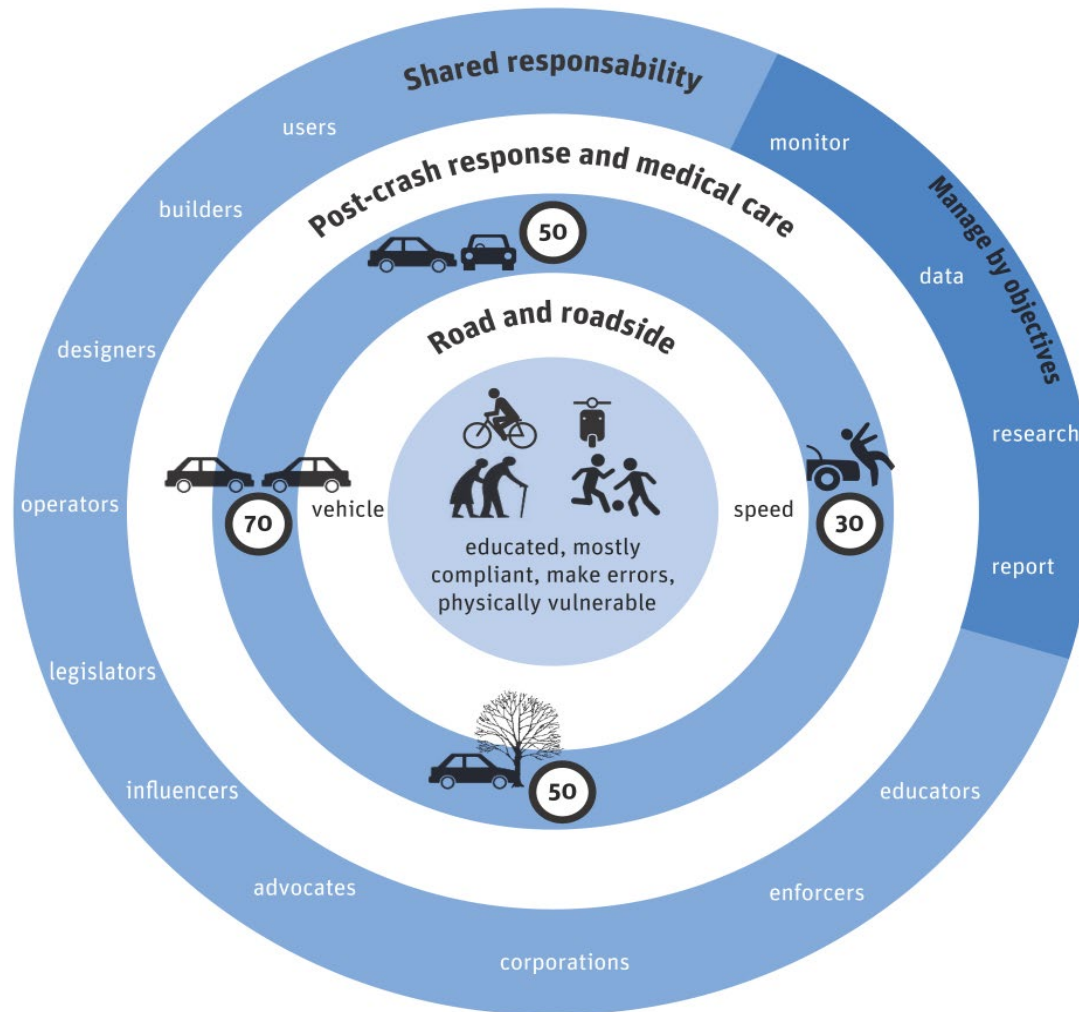 Shared responsability
users
builders
designers
operators
legislators
influencers
advocates
corporations
enforcers
educators
Manage by objectives
monitor
data
research
report
Post-crash response and medical care
50
70
30
50
Road and roadside
vehicle
speed
educated, mostly
compliant, make errors,
physically vulnerable